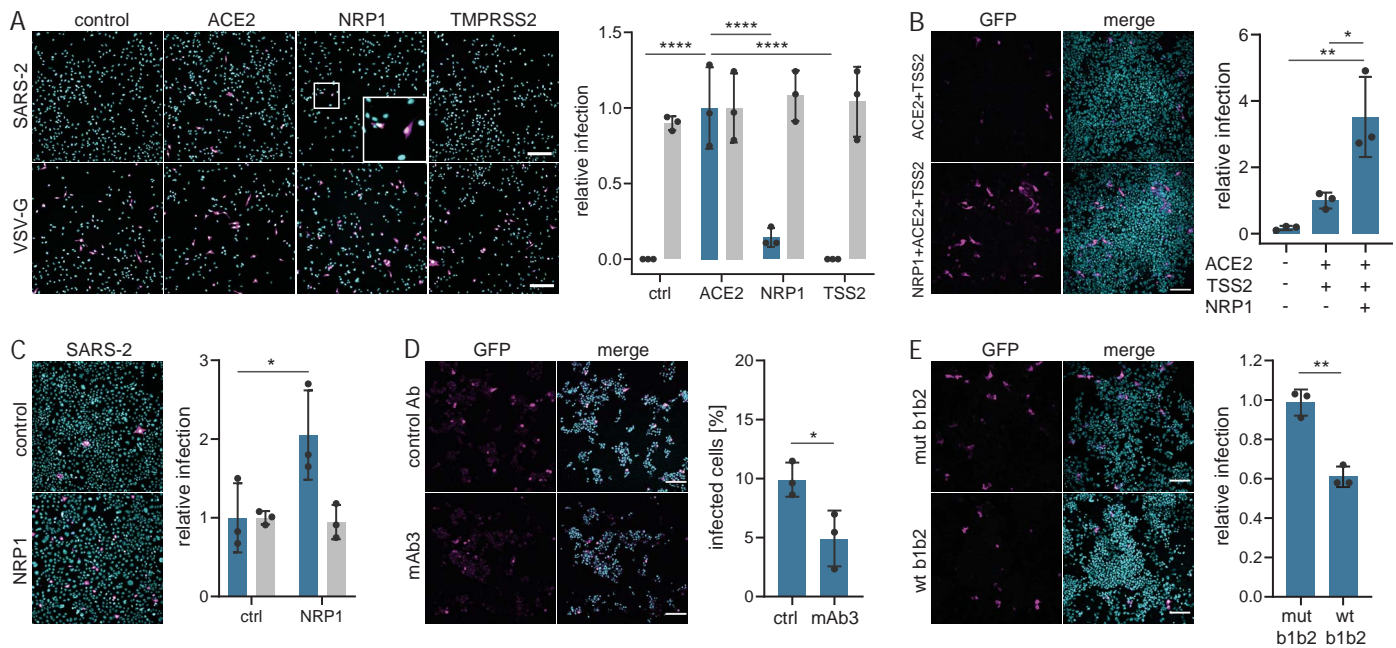 A
control ACE2 NRP1 TMPRSS2
SARS-2
VSV-G
relative infection
**** ****
****
1.0
0.5
0.0
ctrl ACE2 NRP1 TSS2
B
GFP merge
ACE2+TSS2
NRP1+ACE2+TSS2
relative infection
*
**
6
4
2
0
ACE2 - + +
TSS2 - + +
NRP1 - - +
C
SARS-2
control
NRP1
relative infection
*
3
2
1
0
ctrl NRP1
D
GFP merge
control Ab
mAb3
infected cells [%]
*
20
15
10
5
0
ctrl mAb3
E
GFP merge
mut b1b2
wt b1b2
relative infection
**
1.2
1.0
0.8
0.6
0.4
0.2
0.0
mut wt
b1b2 b1b2